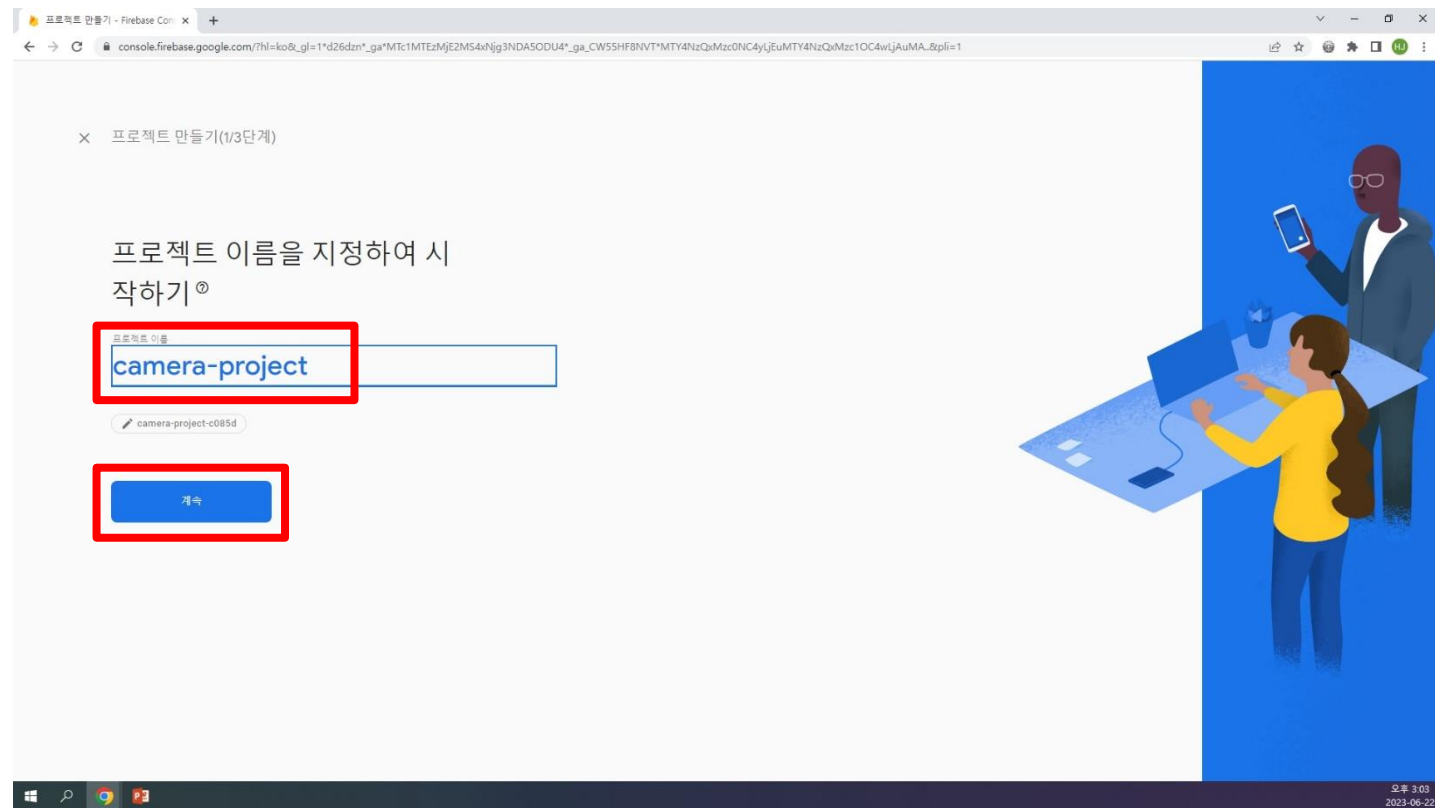 프로젝트 만들기 - Firebase Con
console.firebase.google.com/?hl=ko&_gl=1*d26dzn*_ga*MTc1MTEzMjE2MS4xNjg3NDA5ODU4*_ga_CW55HF8NVT*MTY4NzQxMzc0NC4yLjEuMTY4NzQxMzc1OC4wLjAuMA..&pli=1
HJ
프로젝트 만들기(1/3단계)
프로젝트 이름을 지정하여 시
작하기
프로젝트 이름
camera-project
camera-project-c085d
계속
오후 3:03
2023-06-22